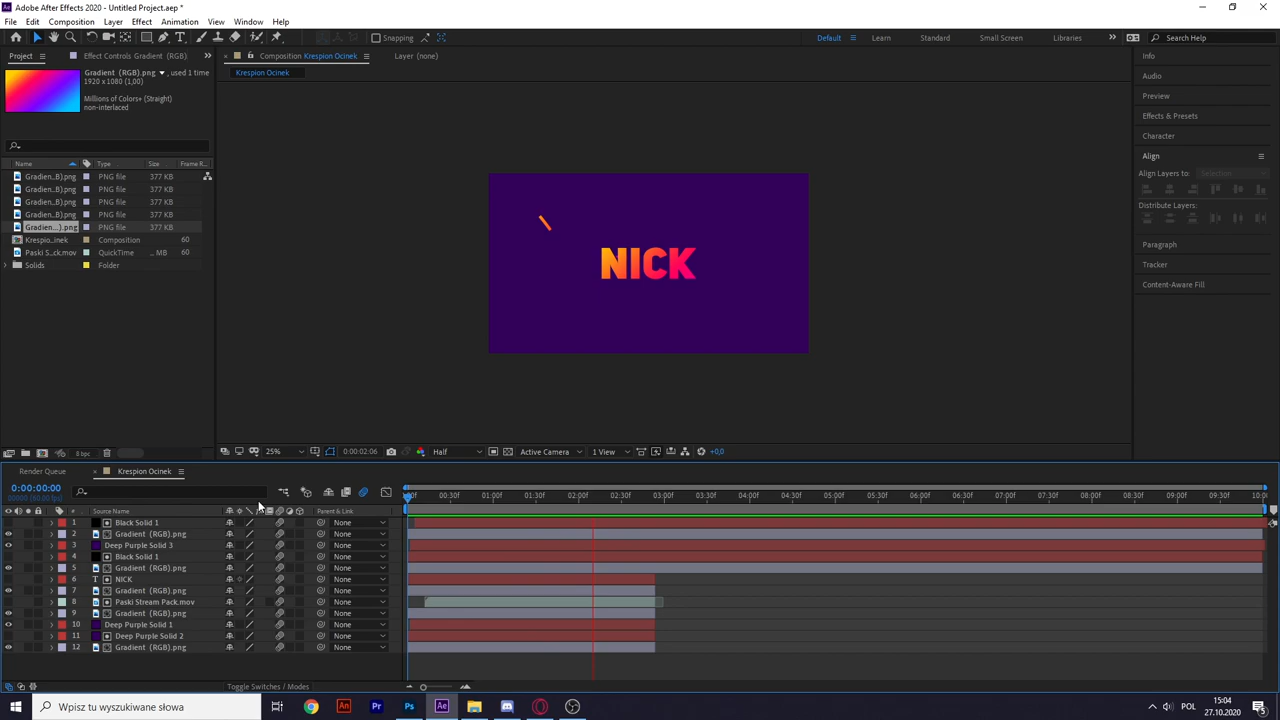 Adobe After Effects 2020 - Untitled Project.aep *
File Edit Composition Layer Effect Animation View Window Help
Snapping Default Learn Standard Small Screen Libraries Search Help
Project Effect Controls Gradient (RGB).png Composition Krespion Ocinek Layer (none)
Krespion Ocinek
Gradient (RGB).png , used 1 time
1920 x 1080 (1,00)
Millions of Colors+ (Straight)
non-interlaced
Name Type Size Frame R...
Gradien...B).png PNG file 377 KB
Gradien...B).png PNG file 377 KB
Gradien...B).png PNG file 377 KB
Gradien...B).png PNG file 377 KB
Gradien...).png PNG file 377 KB
Krespio...inek Composition 60
Paski S...ck.mov QuickTime ... MB 60
Solids Folder
NICK
Info
Audio
Preview
Effects & Presets
Character
Align
Align Layers to: Selection
Distribute Layers:
Paragraph
Tracker
Content-Aware Fill
8 bpc 25% 0:00:02:06 Half Active Camera 1 View +0,0
Render Queue Krespion Ocinek
0:00:00:00
00000 (60.00 fps)
00:30f 01:00f 01:30f 02:00f 02:30f 03:00f 03:30f 04:00f 04:30f 05:00f 05:30f 06:00f 06:30f 07:00f 07:30f 08:00f 08:30f 09:00f 09:30f 10:0
# Source Name Parent & Link
1 Black Solid 1 None
2 Gradient (RGB).png None
3 Deep Purple Solid 3 None
4 Black Solid 1 None
5 Gradient (RGB).png None
6 T NICK None
7 Gradient (RGB).png None
8 Paski Stream Pack.mov None
9 Gradient (RGB).png None
10 Deep Purple Solid 1 None
11 Deep Purple Solid 2 None
12 Gradient (RGB).png None
Toggle Switches / Modes
Wpisz tu wyszukiwane słowa
POL
15:04
27.10.2020